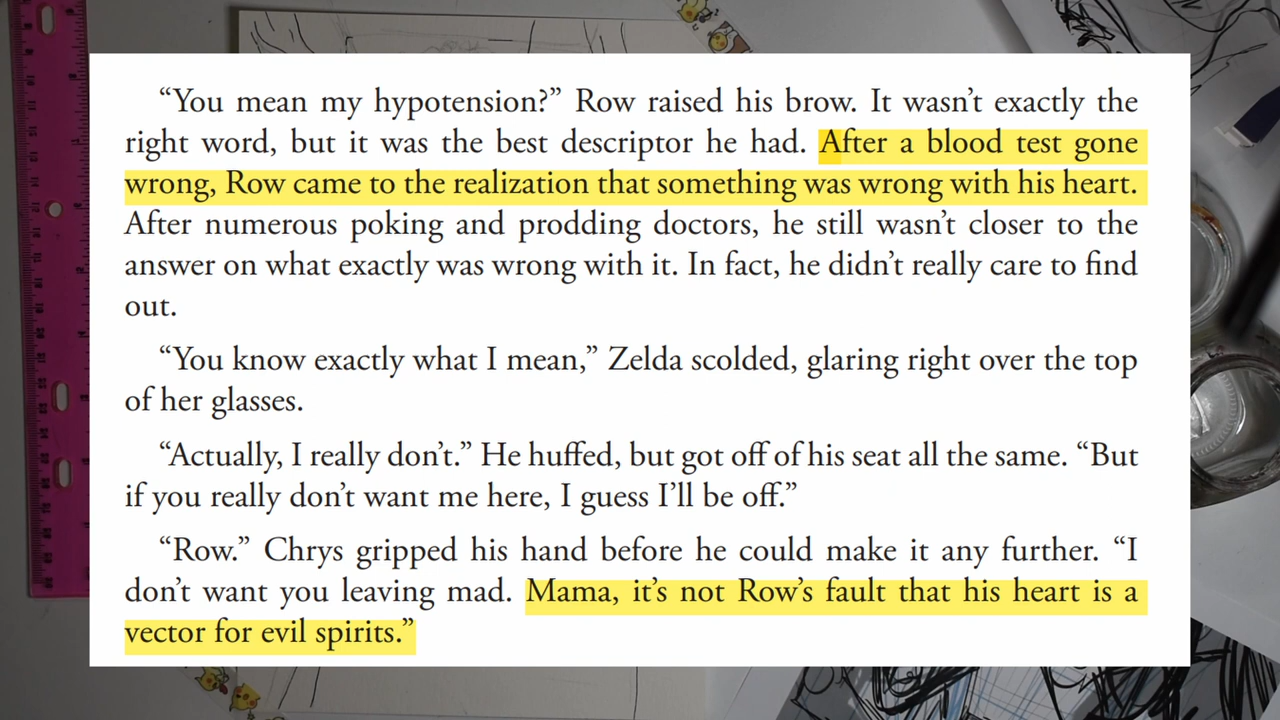 “You mean my hypotension?” Row raised his brow. It wasn’t exactly the
right word, but it was the best descriptor he had. After a blood test gone
wrong, Row came to the realization that something was wrong with his heart.
After numerous poking and prodding doctors, he still wasn’t closer to the
answer on what exactly was wrong with it. In fact, he didn’t really care to find
out.
“You know exactly what I mean,” Zelda scolded, glaring right over the top
of her glasses.
“Actually, I really don’t.” He huffed, but got off of his seat all the same. “But
if you really don’t want me here, I guess I’ll be off.”
“Row.” Chrys gripped his hand before he could make it any further. “I
don’t want you leaving mad. Mama, it’s not Row’s fault that his heart is a
vector for evil spirits.”